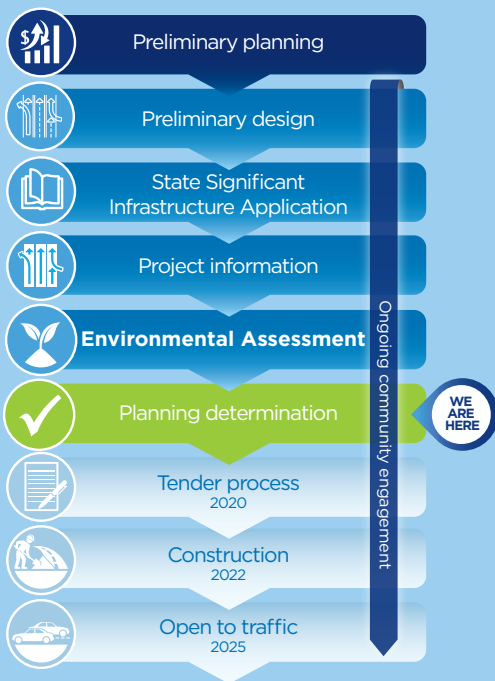 $
Preliminary planning
Preliminary design
State Significant
Infrastructure Application
Project information
Environmental Assessment
Planning determination
WE
ARE
HERE
Tender process
2020
Construction
2022
Open to traffic
2025
Ongoing community engagement